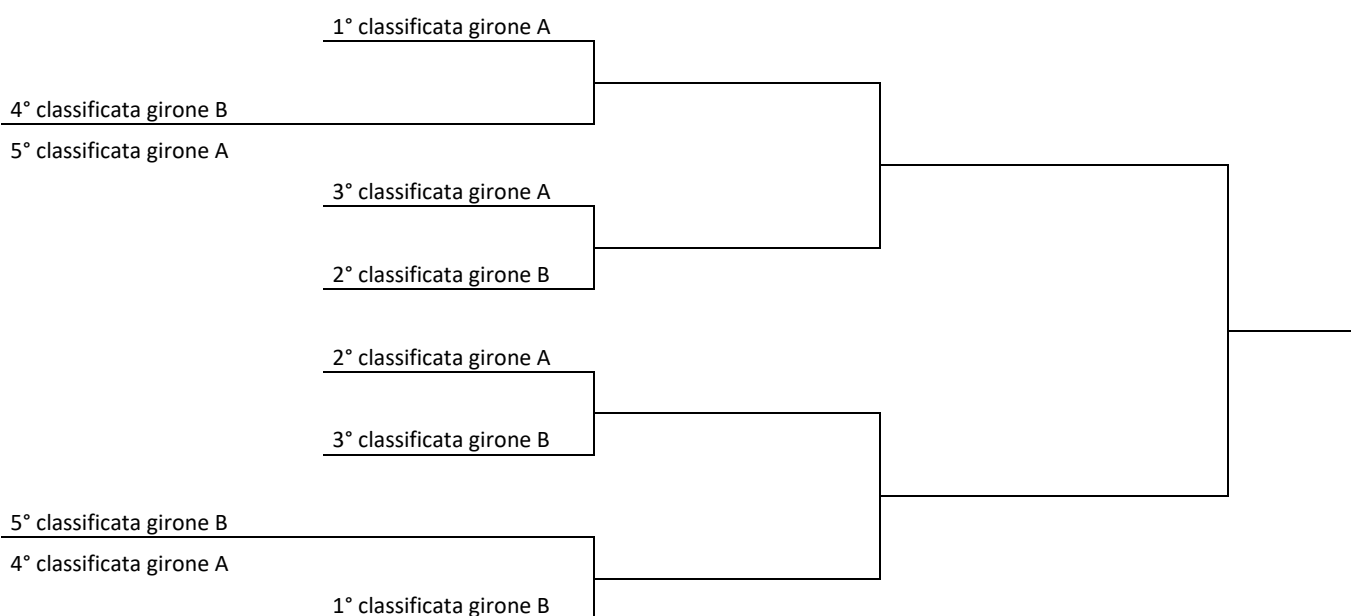 1° classificata girone A
4° classificata girone B
5° classificata girone A
3° classificata girone A
2° classificata girone B
2° classificata girone A
3° classificata girone B
5° classificata girone B
4° classificata girone A
1° classificata girone B